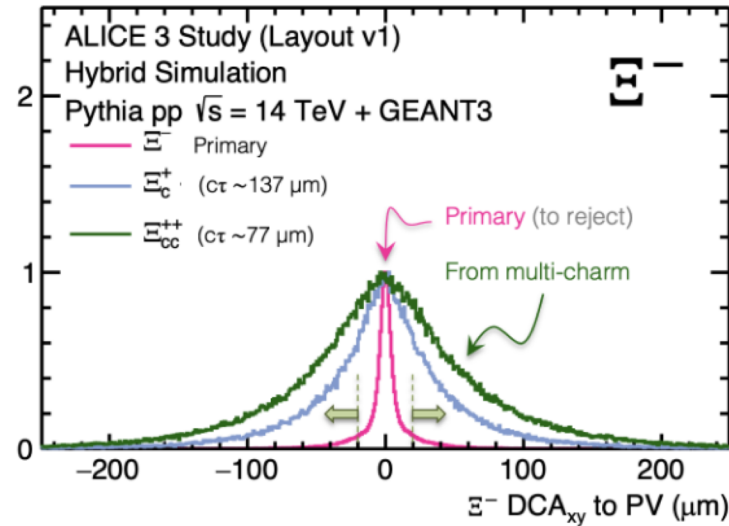 ALICE 3 Study (Layout v1)
Hybrid Simulation
Pythia pp √s = 14 TeV + GEANT3
Ξ⁻
Ξ⁻ Primary
Ξc⁺ (cτ ~137 μm)
Ξcc⁺⁺ (cτ ~77 μm)
Primary (to reject)
From multi-charm
2
1
0
−200 −100 0 100 200
Ξ⁻ DCAxy to PV (μm)